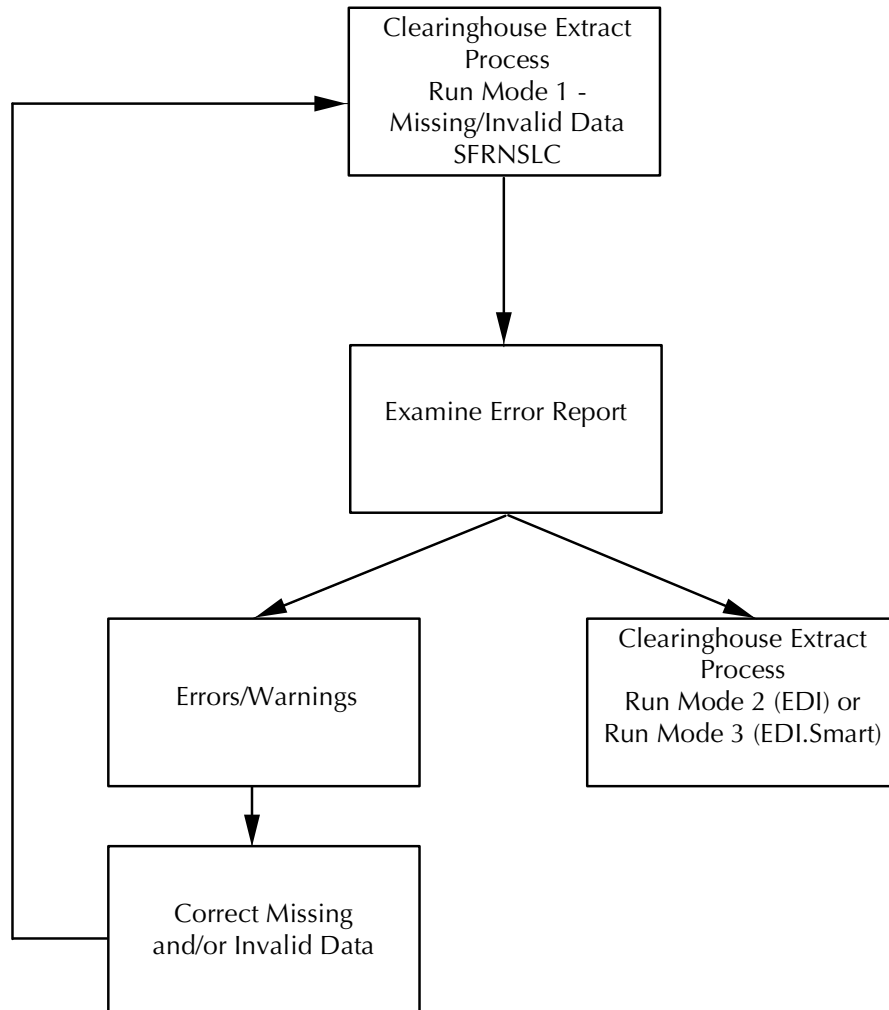 Clearinghouse Extract
Process
Run Mode 1 -
Missing/Invalid Data
SFRNSLC
Examine Error Report
Errors/Warnings
Clearinghouse Extract
Process
Run Mode 2 (EDI) or
Run Mode 3 (EDI.Smart)
Correct Missing
and/or Invalid Data